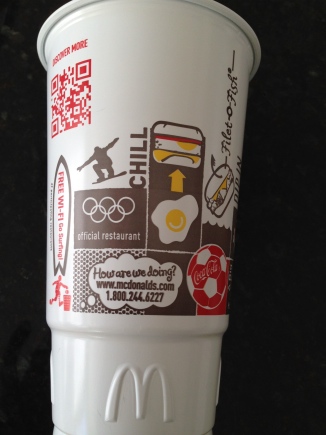 DISCOVER MORE
CHILL
Filet-O-Fish
FREE WI-FI Go Surfing!
official restaurant
Coca-Cola
How are we doing?
www.mcdonalds.com
1.800.244.6227